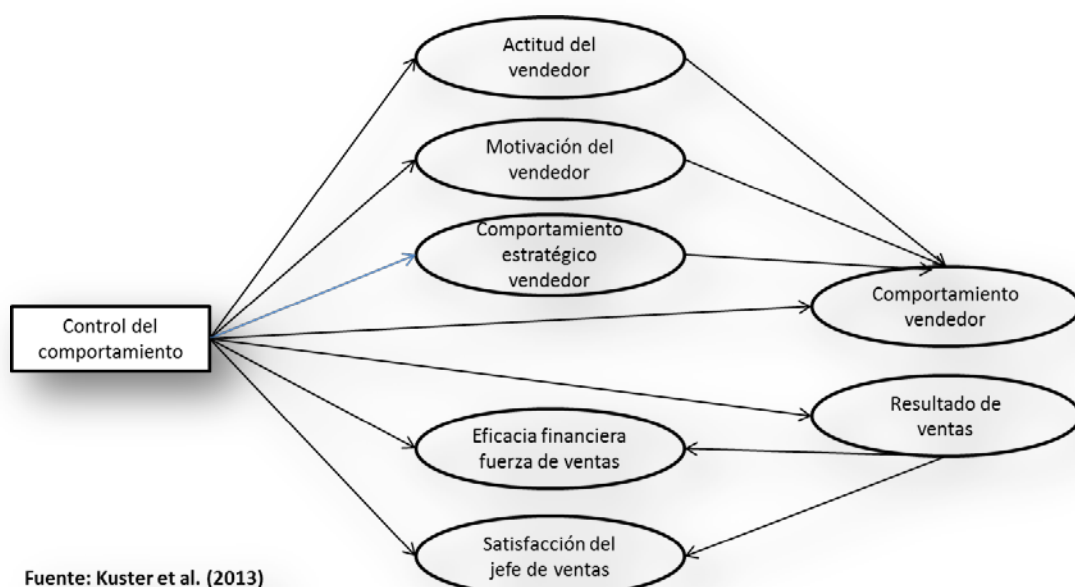 Actitud del
vendedor
Motivación del
vendedor
Comportamiento
estratégico
vendedor
Comportamiento
vendedor
Control del
comportamiento
Resultado de
ventas
Eficacia financiera
fuerza de ventas
Satisfacción del
jefe de ventas
Fuente: Kuster et al. (2013)